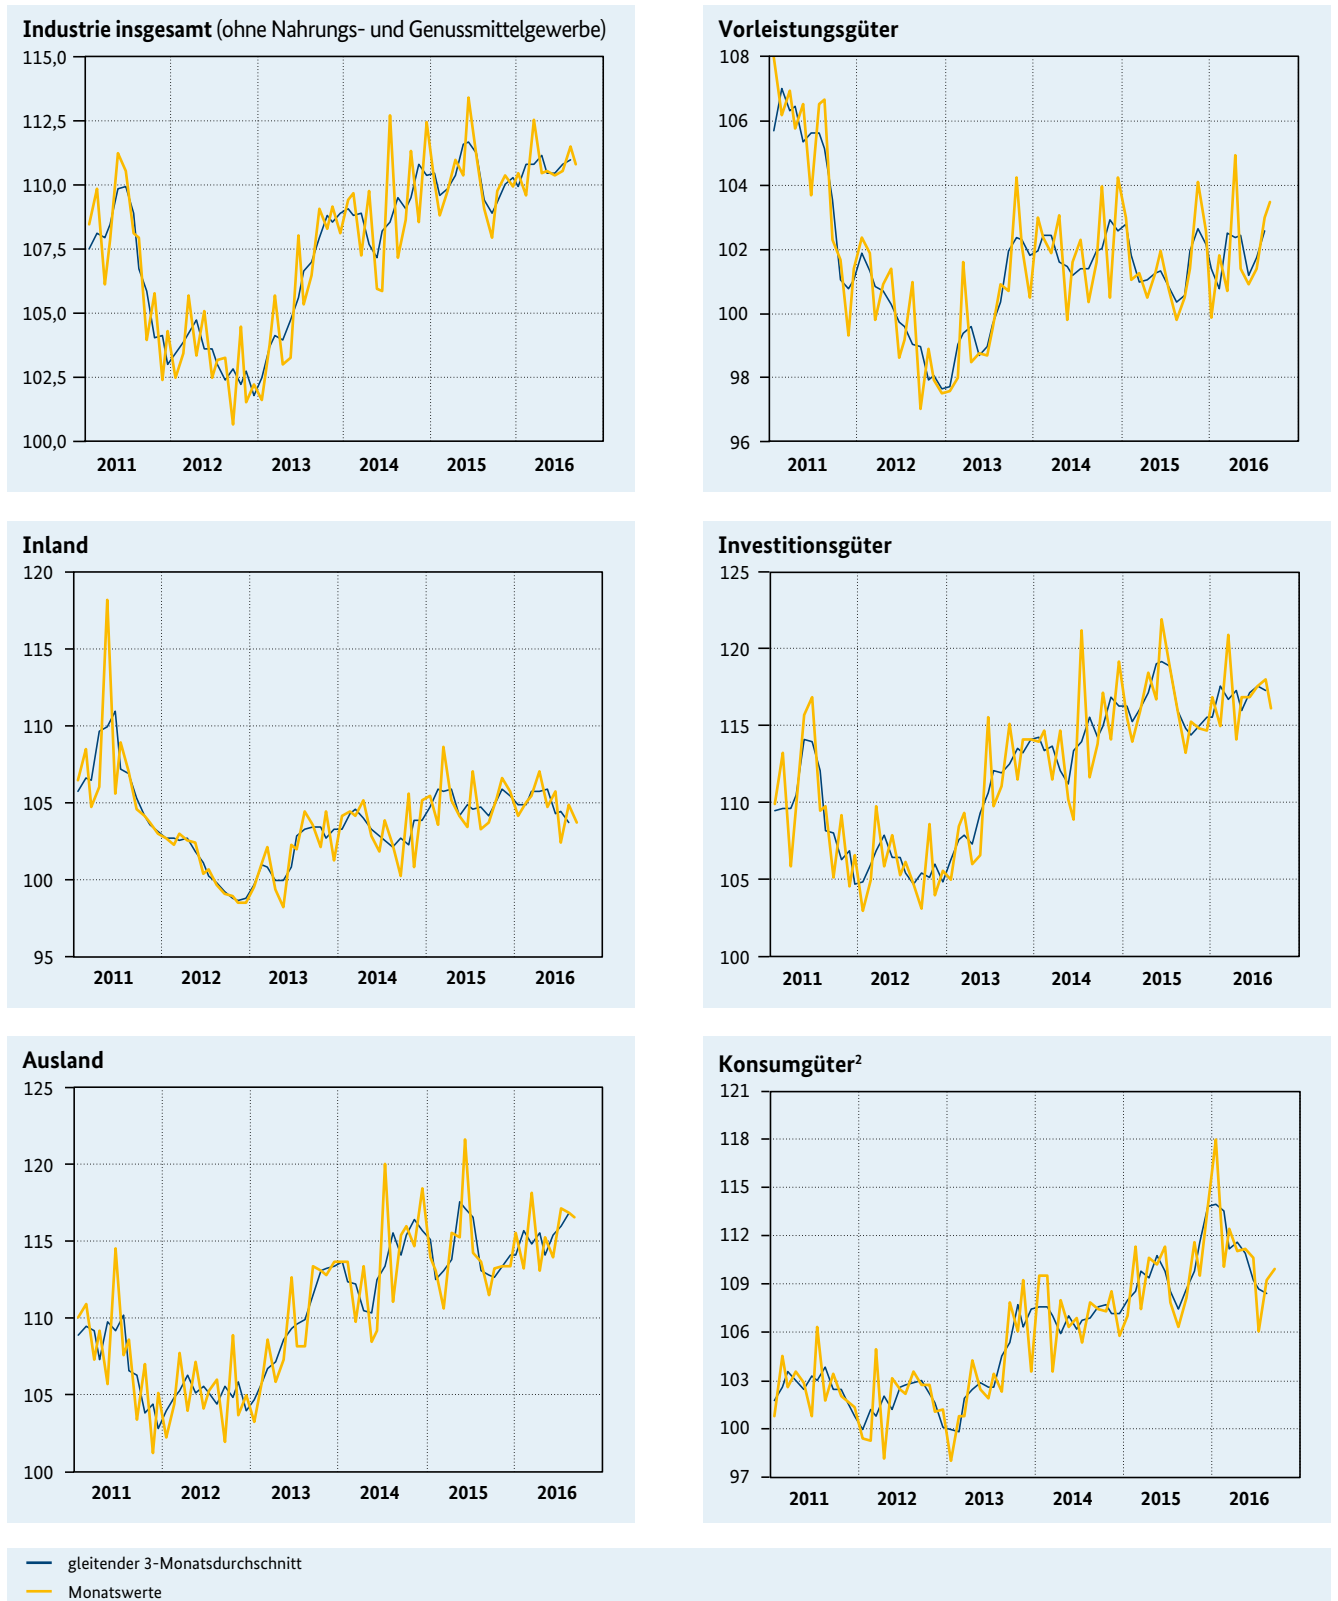 Industrie insgesamt (ohne Nahrungs- und Genussmittelgewerbe)
115,0
112,5
110,0
107,5
105,0
102,5
100,0
2011 2012 2013 2014 2015 2016
Vorleistungsgüter
108
106
104
102
100
98
96
2011 2012 2013 2014 2015 2016
Inland
120
115
110
105
100
95
2011 2012 2013 2014 2015 2016
Investitionsgüter
125
120
115
110
105
100
2011 2012 2013 2014 2015 2016
Ausland
125
120
115
110
105
100
2011 2012 2013 2014 2015 2016
Konsumgüter²
121
118
115
112
109
106
103
100
97
2011 2012 2013 2014 2015 2016
gleitender 3-Monatsdurchschnitt
Monatswerte